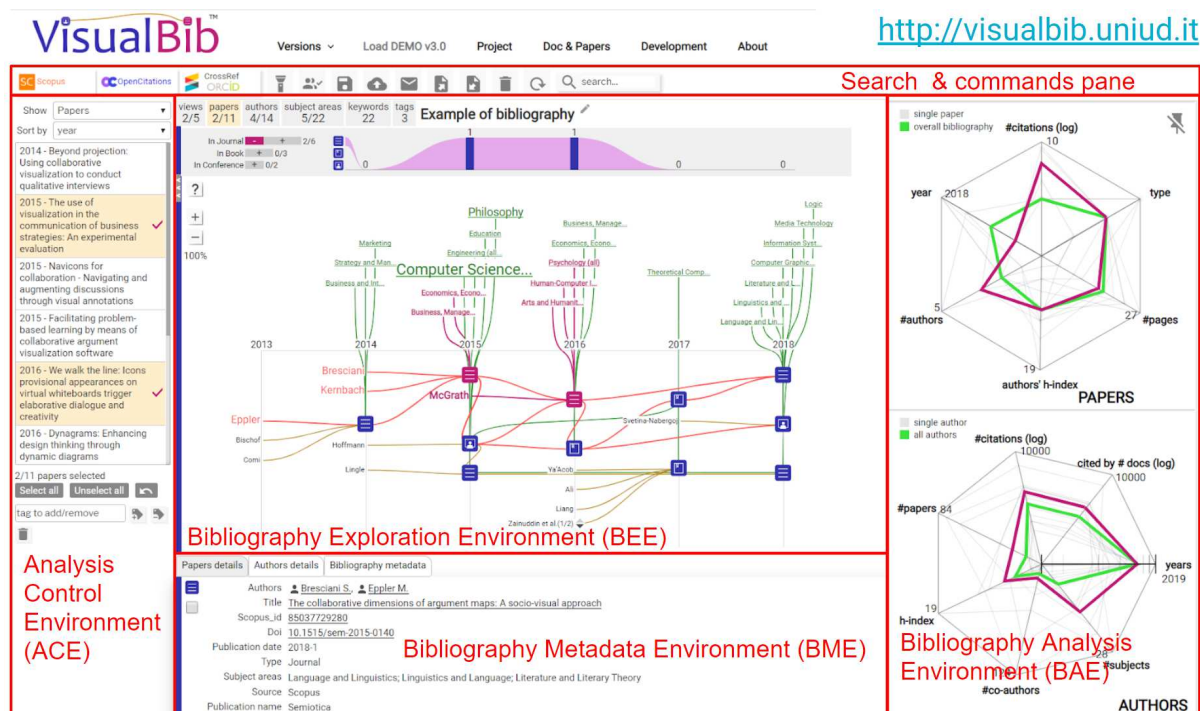 VisualBib™
Versions
Load DEMO v3.0
Project
Doc & Papers
Development
About
http://visualbib.uniud.it
SC Scopus
OpenCitations
CrossRef
ORCID
search...
Search & commands pane
Show Papers
Sort by year
2014 - Beyond projection:
Using collaborative
visualization to conduct
qualitative interviews
2015 - The use of
visualization in the
communication of business
strategies: An experimental
evaluation
2015 - Navicons for
collaboration - Navigating and
augmenting discussions
through visual annotations
2015 - Facilitating problem-
based learning by means of
collaborative argument
visualization software
2016 - We walk the line: Icons
provisional appearances on
virtual whiteboards trigger
elaborative dialogue and
creativity
2016 - Dynagrams: Enhancing
design thinking through
dynamic diagrams
2/11 papers selected
Select all
Unselect all
tag to add/remove
Analysis
Control
Environment
(ACE)
views papers authors subject areas keywords tags
2/5 2/11 4/14 5/22 22 3
Example of bibliography
In Journal - + 2/6
In Book + 0/3
In Conference + 0/2
0 1 1 0 0
?
+
−
100%
Logic
Philosophy
Business, Manage...
Media Technology
Education
Marketing
Economics, Econo...
Information Syst...
Engineering (all...
Strategy and Man...
Computer Science...
Psychology (all)
Computer Graphic...
Theoretical Comp...
Business and Int...
Human-Computer I...
Literature and L...
Economics, Econo...
Arts and Humanit...
Linguistics and ...
Business, Manage...
Language and Lin...
2013 2014 2015 2016 2017 2018
Bresciani
Kernbach
McGrath
Eppler
Svetina-Nabergoj
Bischof
Hoffmann
Comi
Lingle
Ya'Acob
Ali
Liang
Zainuddin et al.(1/2)
Bibliography Exploration Environment (BEE)
Papers details
Authors details
Bibliography metadata
Authors Bresciani S., Eppler M.
Title The collaborative dimensions of argument maps: A socio-visual approach
Scopus_id 85037729280
Doi 10.1515/sem-2015-0140
Publication date 2018-1
Type Journal
Subject areas Language and Linguistics; Linguistics and Language; Literature and Literary Theory
Source Scopus
Publication name Semiotica
Bibliography Metadata Environment (BME)
single paper
overall bibliography
#citations (log)
10
year 2018
type
5
#authors
27
#pages
19
authors' h-index
PAPERS
single author
all authors
#citations (log)
10000
cited by # docs (log)
10000
#papers 84
years
2019
19
h-index
28
#subjects
#co-authors
Bibliography Analysis
Environment (BAE)
AUTHORS